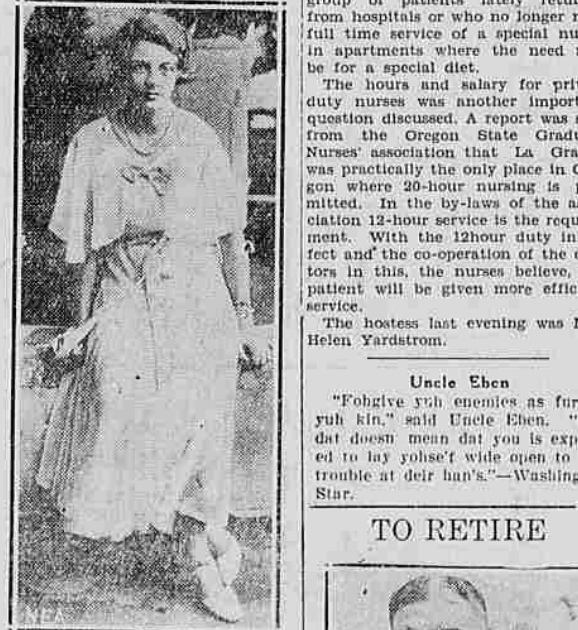 group of patients lately
from hospitals or who no longer
full time service of a special
in apartments where the need
be for a special diet.
The hours and salary for
duty nurses was another
question discussed. A report was
from the Oregon State
Nurses' association that La
was practically the only place in
gon where 20-hour nursing is
mitted. In the by-laws of the
ciation 12-hour service is the
ment. With the 12hour duty in
fect and the co-operation of the
tors in this, the nurses believe,
patient will be given more
service.
The hostess last evening was
Helen Yardstrom.
Uncle Eben
"Fohgive yuh enemies as
yuh kin," said Uncle Eben.
dat doesn' mean dat you is
ed to lay yohse'f wide open to
trouble at deir han's."—
Star.
TO RETIRE
NEA